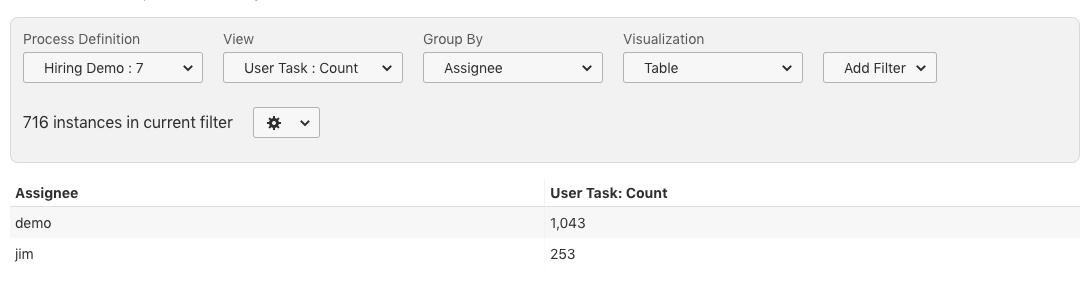 Process Definition View Group By Visualization
Hiring Demo : 7 User Task : Count Assignee Table Add Filter
716 instances in current filter
Assignee User Task: Count
demo 1,043
jim 253